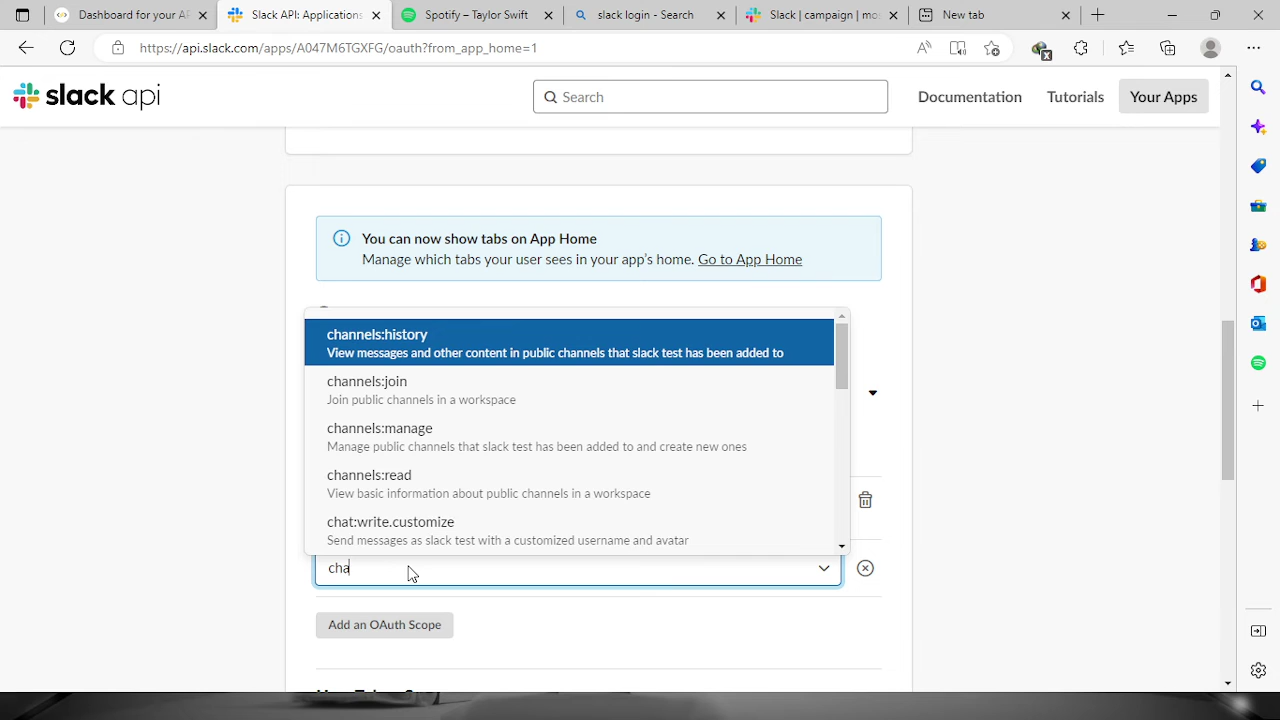 Dashboard for your AP
Slack API: Applications
Spotify – Taylor Swift
slack login - Search
Slack | campaign | mos
New tab
https://api.slack.com/apps/A047M6TGXFG/oauth?from_app_home=1
slack api
Search
Documentation
Tutorials
Your Apps
You can now show tabs on App Home
Manage which tabs your user sees in your app's home. Go to App Home
channels:history
View messages and other content in public channels that slack test has been added to
channels:join
Join public channels in a workspace
channels:manage
Manage public channels that slack test has been added to and create new ones
channels:read
View basic information about public channels in a workspace
chat:write.customize
Send messages as slack test with a customized username and avatar
cha
Add an OAuth Scope